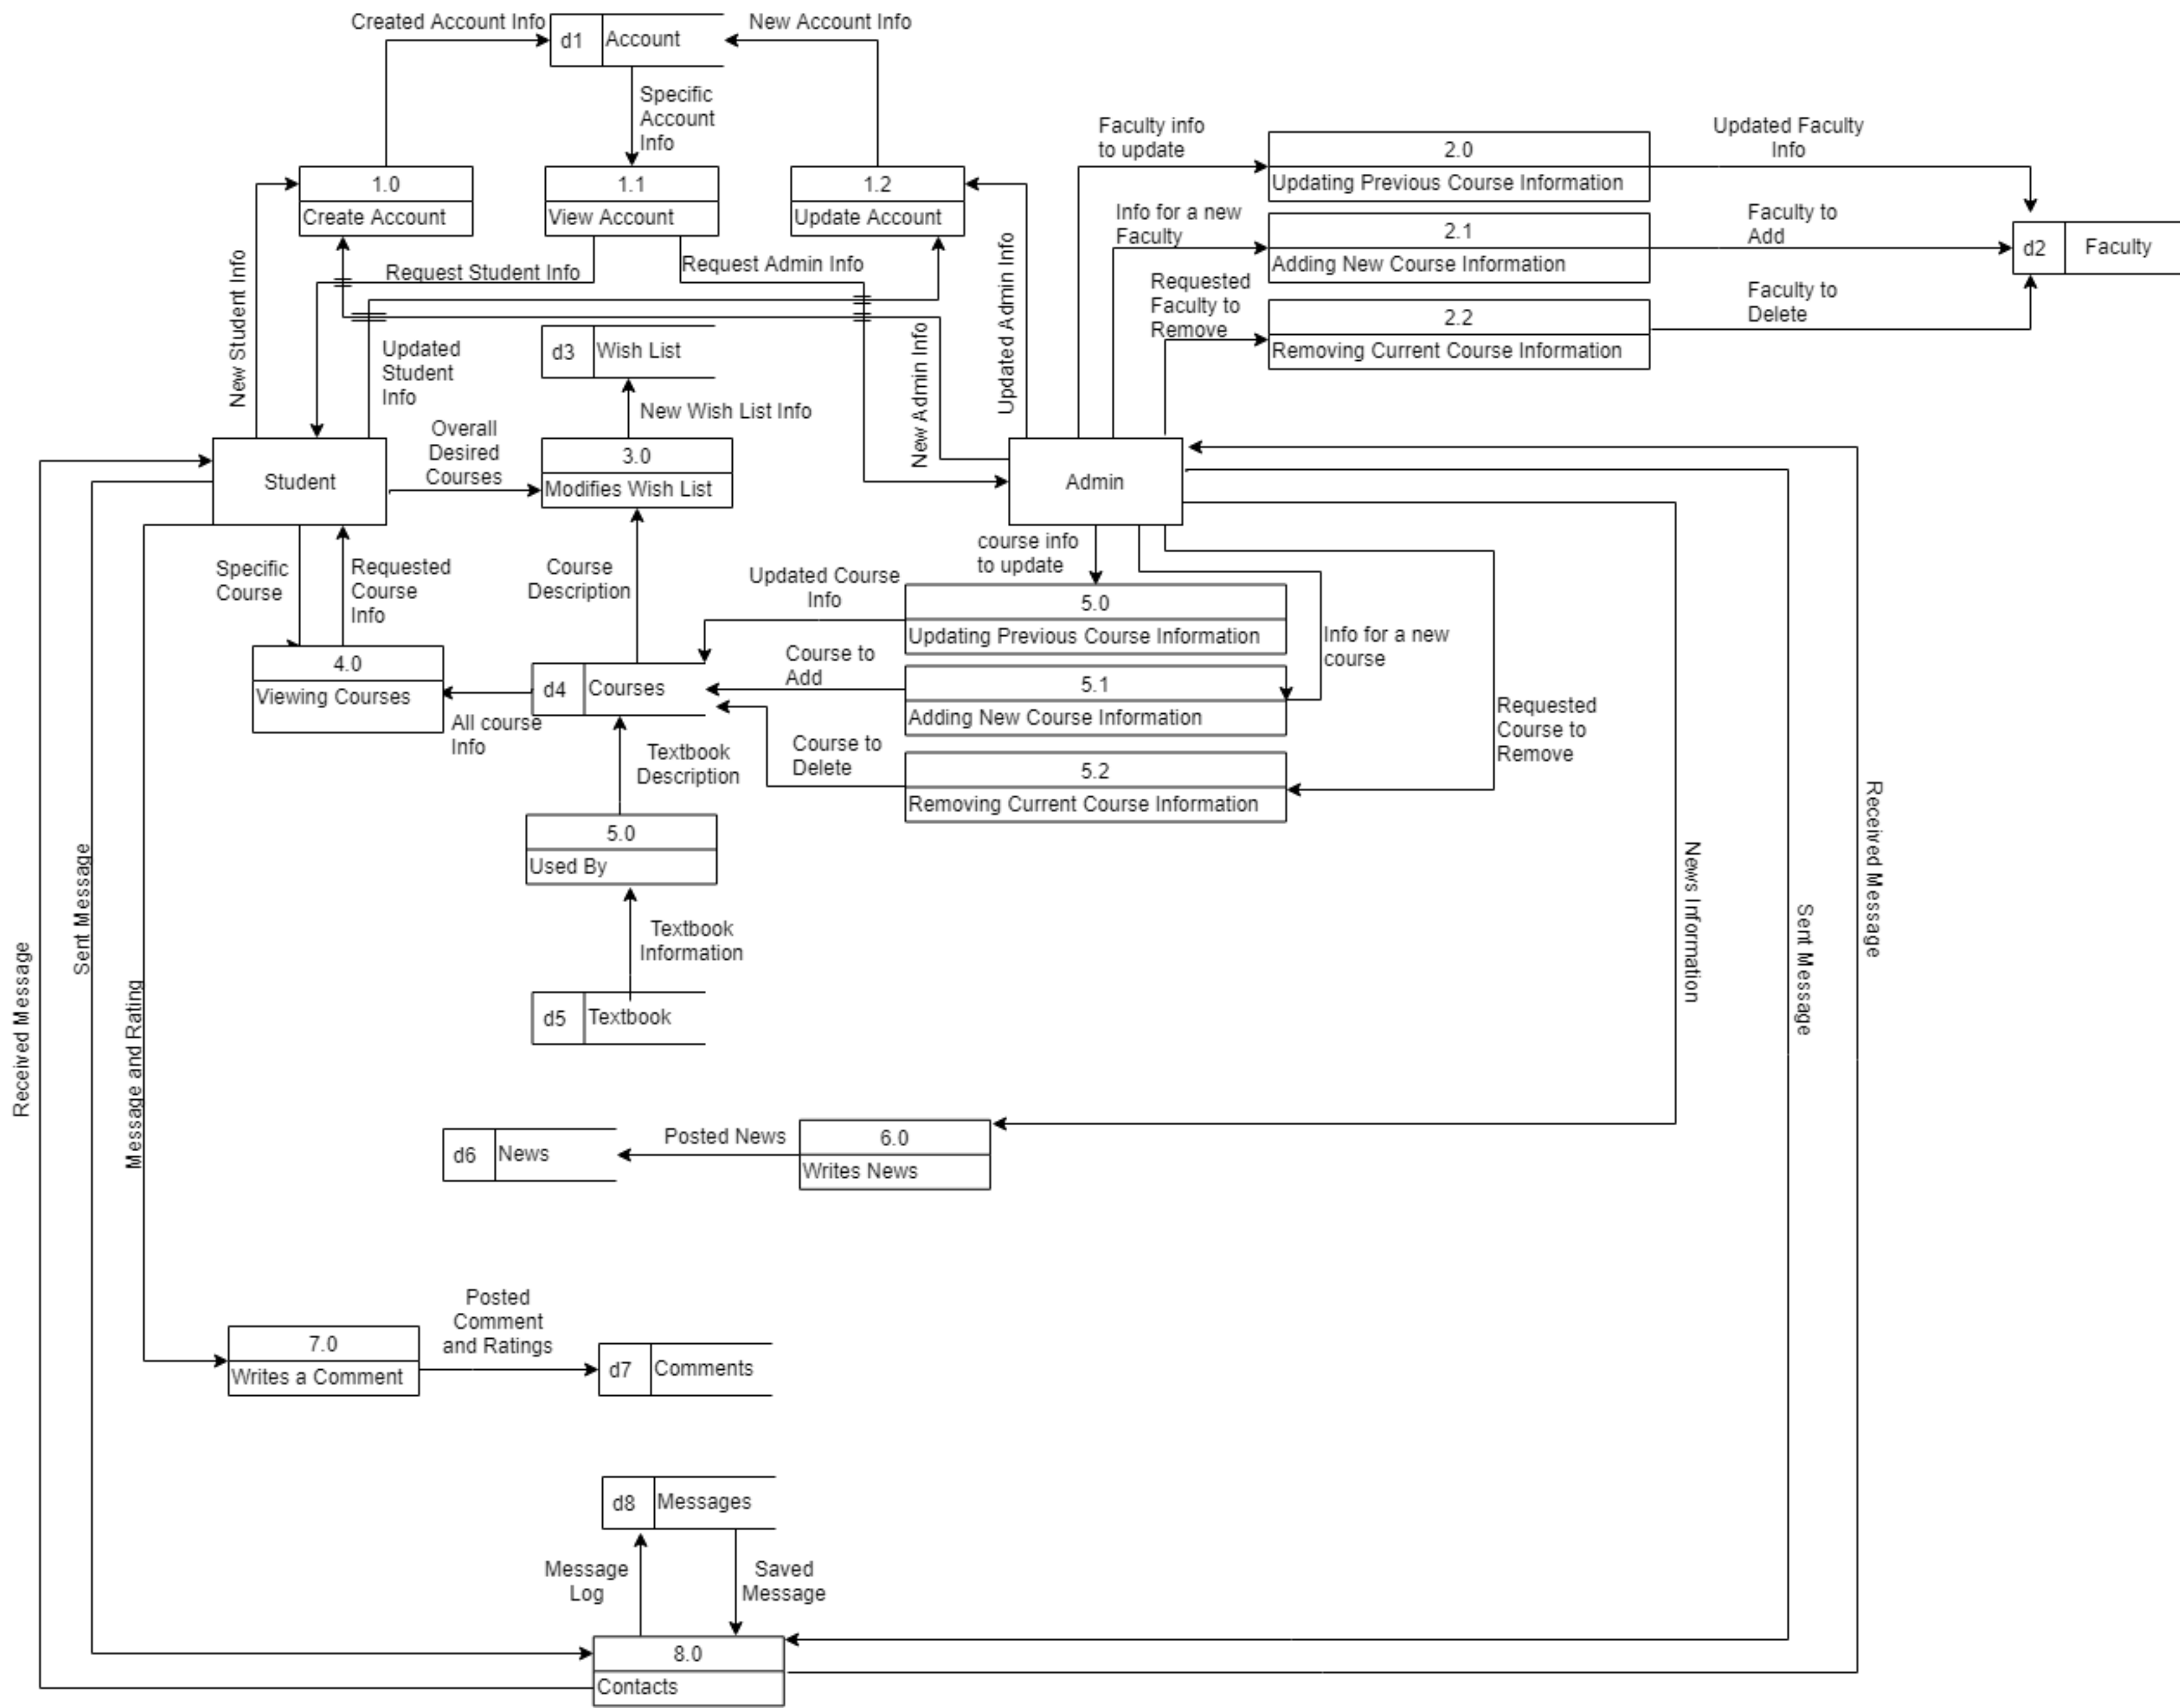 Created Account Info
d1
Account
New Account Info
Specific
Account
Info
1.0
Create Account
1.1
View Account
1.2
Update Account
Faculty info
to update
2.0
Updating Previous Course Information
Updated Faculty
Info
Info for a new
Faculty
2.1
Adding New Course Information
Faculty to
Add
d2
Faculty
Requested
Faculty to
Remove
2.2
Removing Current Course Information
Faculty to
Delete
New Student Info
Request Student Info
Request Admin Info
Updated
Student
Info
New Admin Info
Updated Admin Info
d3
Wish List
New Wish List Info
Overall
Desired
Courses
3.0
Modifies Wish List
Student
Admin
Specific
Course
Requested
Course
Info
Course
Description
course info
to update
Updated Course
Info
5.0
Updating Previous Course Information
Info for a new
course
4.0
Viewing Courses
All course
Info
d4
Courses
Course to
Add
5.1
Adding New Course Information
Requested
Course to
Remove
Course to
Delete
5.2
Removing Current Course Information
Textbook
Description
5.0
Used By
Textbook
Information
d5
Textbook
Received Message
Sent Message
Message and Rating
News Information
Sent Message
Received Message
d6
News
Posted News
6.0
Writes News
7.0
Writes a Comment
Posted
Comment
and Ratings
d7
Comments
d8
Messages
Message
Log
Saved
Message
8.0
Contacts